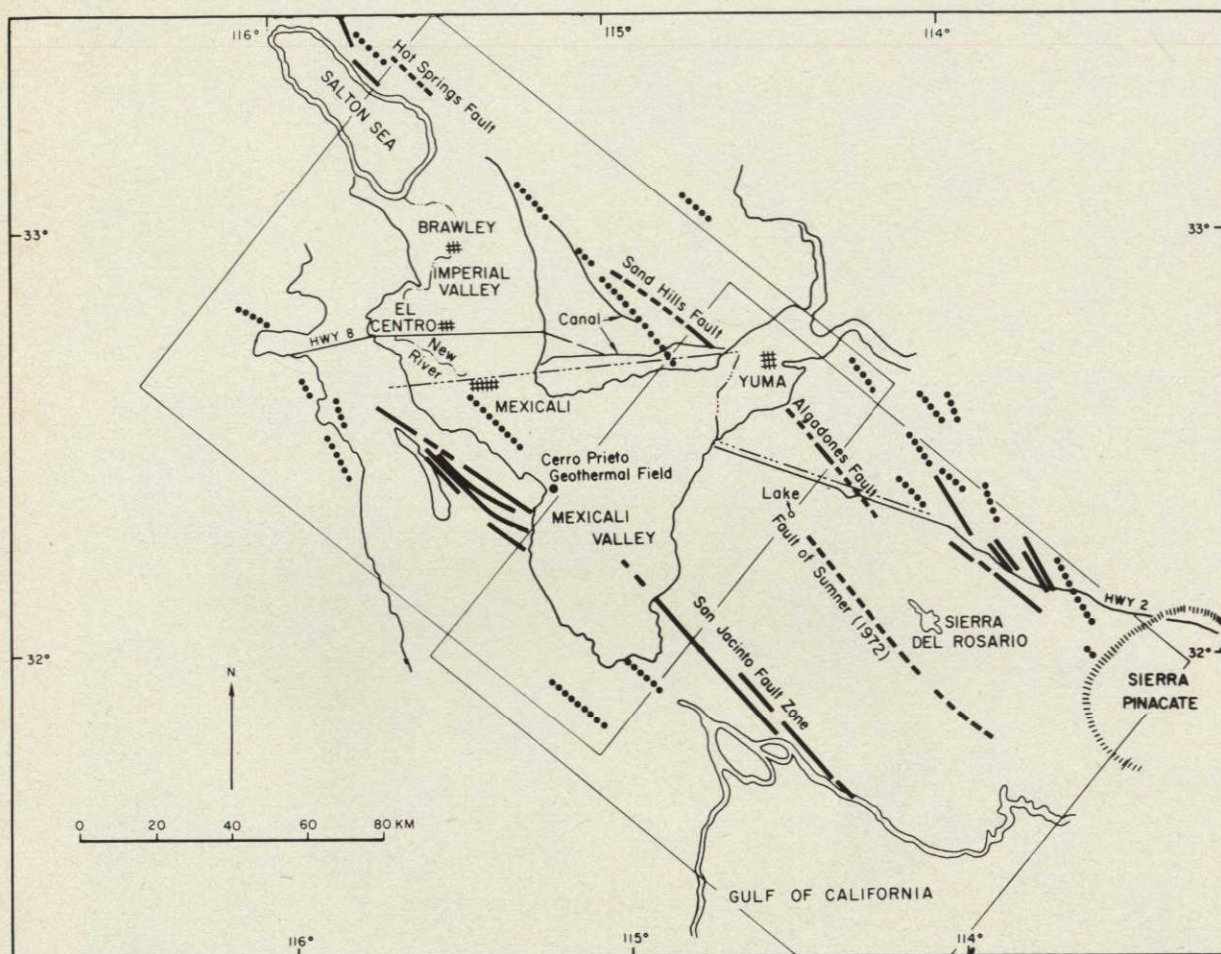 116°
115°
114°
Hot Springs Fault
SALTON SEA
33°
33°
BRAWLEY
IMPERIAL
VALLEY
Sand Hills Fault
EL
CENTRO
Canal
HWY 8
New
River
YUMA
MEXICALI
Algadones Fault
Cerro Prieto
Geothermal Field
Lake
MEXICALI
VALLEY
Fault of Sumner (1972)
San Jacinto Fault Zone
HWY 2
SIERRA
DEL ROSARIO
32°
32°
SIERRA
PINACATE
N
0 20 40 60 80 KM
GULF OF CALIFORNIA
116°
115°
114°